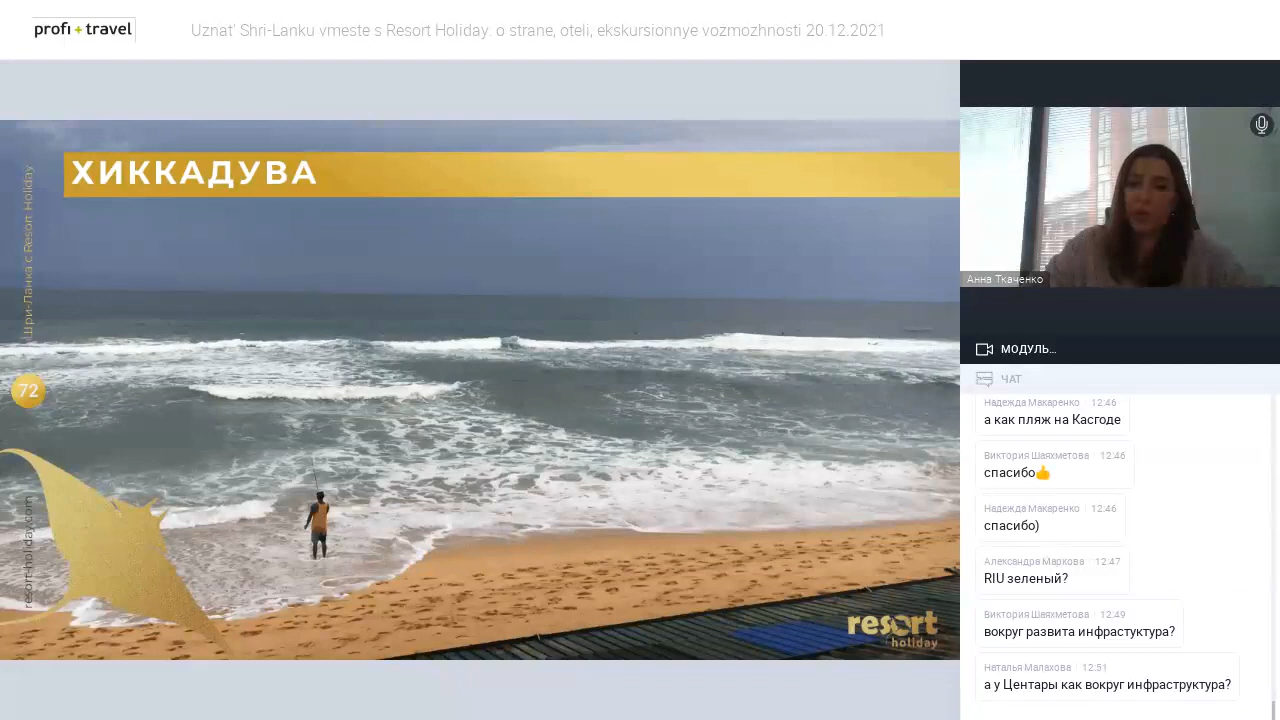 profi + travel
Uznat' Shri-Lanku vmeste s Resort Holiday: o strane, oteli, ekskursionnye vozmozhnosti 20.12.2021
ХИККАДУВА
Шри-Ланка с Resort Holiday
72
resort-holiday.com
resort
holiday
Анна Ткаченко
МОДУЛЬ...
ЧАТ
Надежда Макаренко 12:46
а как пляж на Касгоде
Виктория Шаяхметова 12:46
спасибо👍
Надежда Макаренко 12:46
спасибо)
Александра Маркова 12:47
RIU зеленый?
Виктория Шаяхметова 12:49
вокруг развита инфрастуктура?
Наталья Малахова 12:51
а у Центары как вокруг инфраструктура?